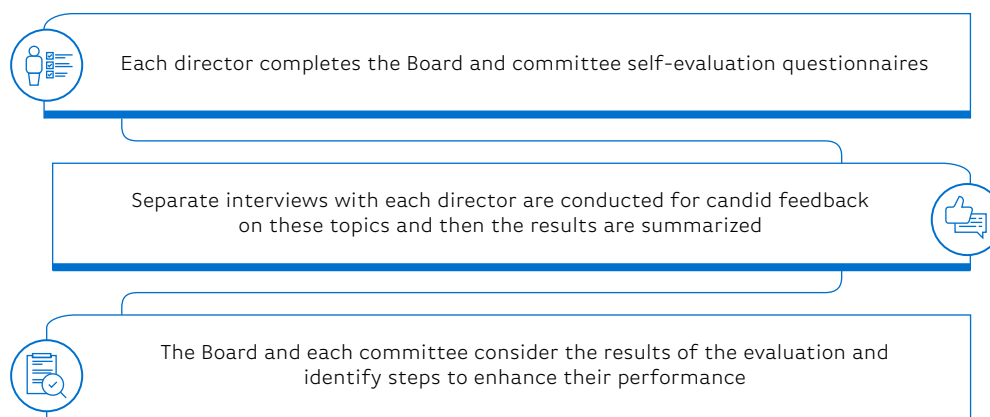 Each director completes the Board and committee self-evaluation questionnaires
Separate interviews with each director are conducted for candid feedback
on these topics and then the results are summarized
The Board and each committee consider the results of the evaluation and
identify steps to enhance their performance